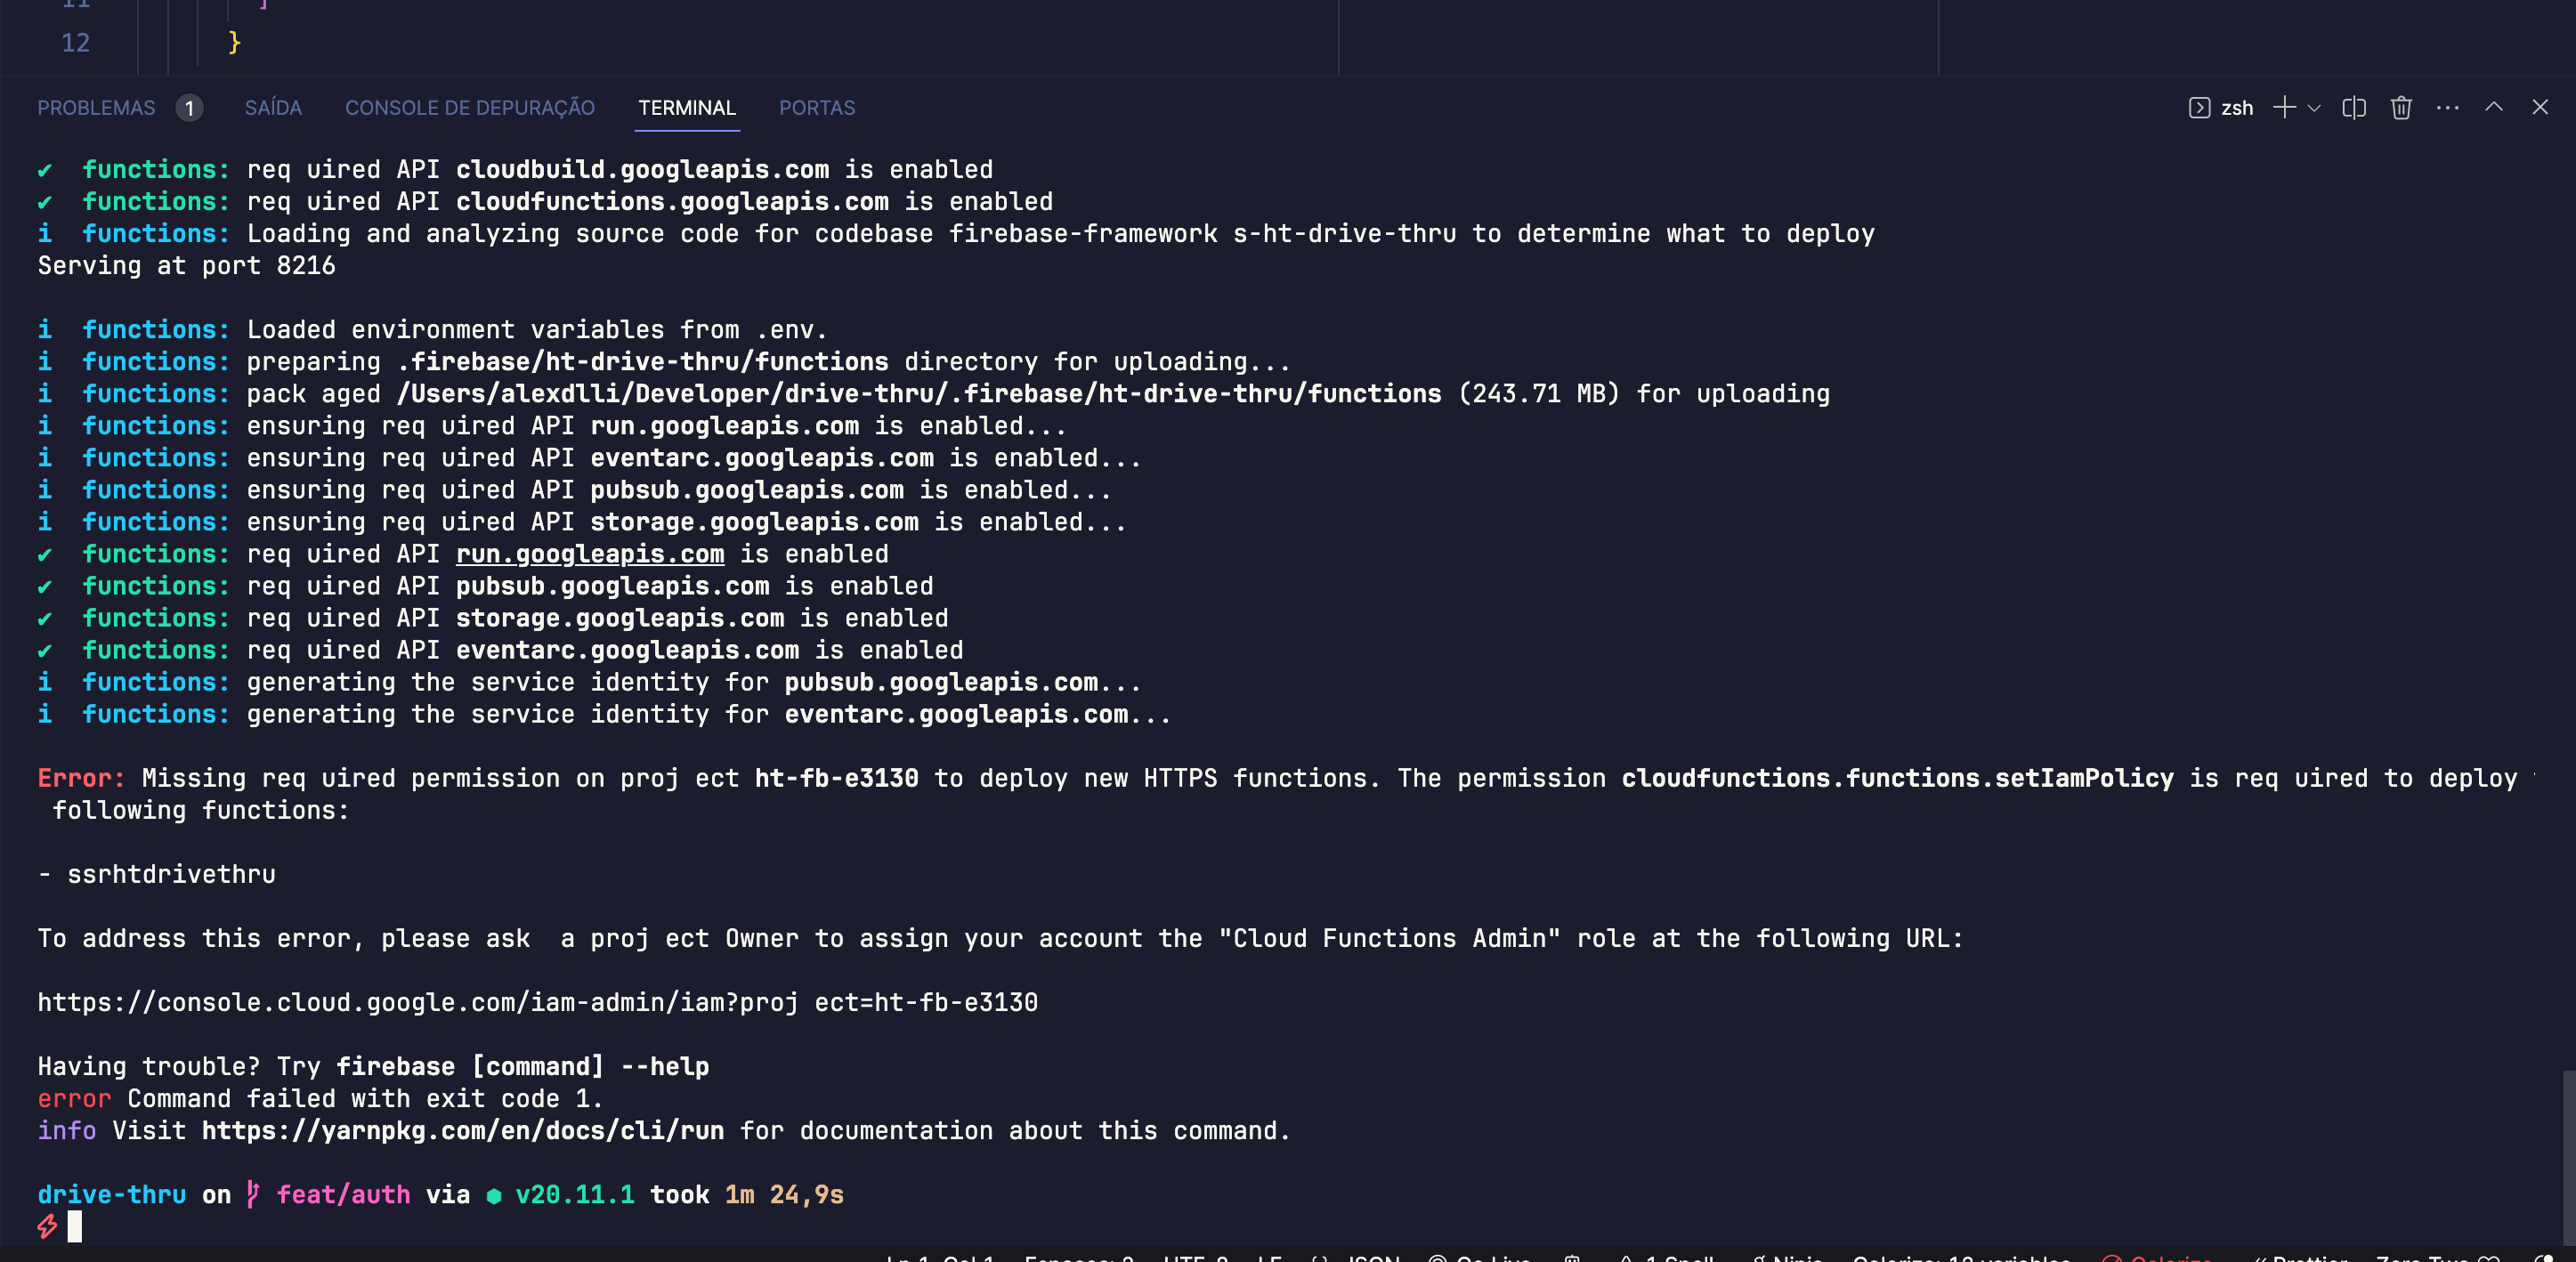 11 ]
12 }
PROBLEMAS 1 SAÍDA CONSOLE DE DEPURAÇÃO TERMINAL PORTAS zsh
✔ functions: req uired API cloudbuild.googleapis.com is enabled
✔ functions: req uired API cloudfunctions.googleapis.com is enabled
i functions: Loading and analyzing source code for codebase firebase-framework s-ht-drive-thru to determine what to deploy
Serving at port 8216
i functions: Loaded environment variables from .env.
i functions: preparing .firebase/ht-drive-thru/functions directory for uploading...
i functions: pack aged /Users/alexdlli/Developer/drive-thru/.firebase/ht-drive-thru/functions (243.71 MB) for uploading
i functions: ensuring req uired API run.googleapis.com is enabled...
i functions: ensuring req uired API eventarc.googleapis.com is enabled...
i functions: ensuring req uired API pubsub.googleapis.com is enabled...
i functions: ensuring req uired API storage.googleapis.com is enabled...
✔ functions: req uired API run.googleapis.com is enabled
✔ functions: req uired API pubsub.googleapis.com is enabled
✔ functions: req uired API storage.googleapis.com is enabled
✔ functions: req uired API eventarc.googleapis.com is enabled
i functions: generating the service identity for pubsub.googleapis.com...
i functions: generating the service identity for eventarc.googleapis.com...
Error: Missing req uired permission on proj ect ht-fb-e3130 to deploy new HTTPS functions. The permission cloudfunctions.functions.setIamPolicy is req uired to deploy
following functions:
- ssrhtdrivethru
To address this error, please ask  a proj ect Owner to assign your account the "Cloud Functions Admin" role at the following URL:
https://console.cloud.google.com/iam-admin/iam?proj ect=ht-fb-e3130
Having trouble? Try firebase [command] --help
error Command failed with exit code 1.
info Visit https://yarnpkg.com/en/docs/cli/run for documentation about this command.
drive-thru on feat/auth via v20.11.1 took 1m 24,9s